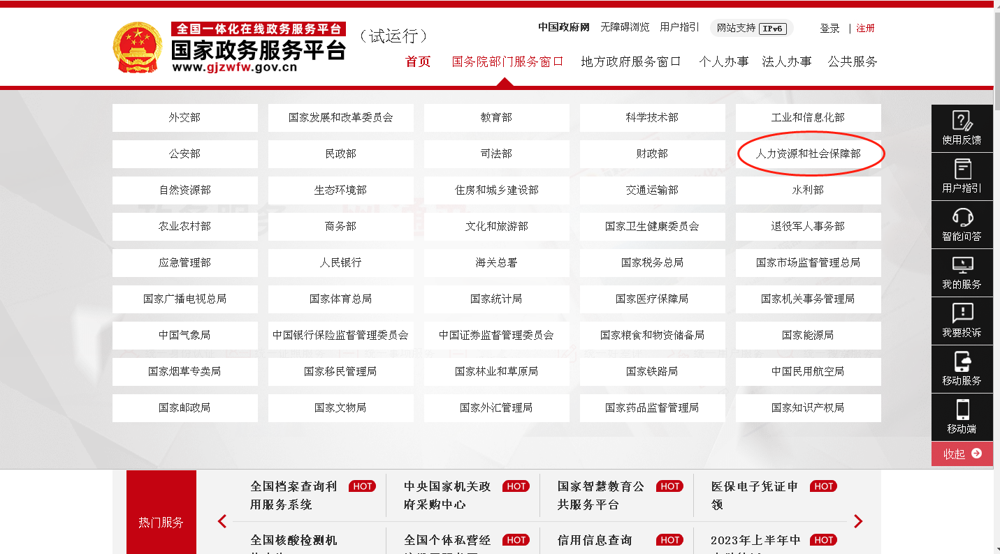 全国一体化在线政务服务平台
国家政务服务平台
www.gjzwfw.gov.cn
（试运行）
中国政府网 无障碍浏览 用户指引 网站支持 IPv6 登录 | 注册
首页 国务院部门服务窗口 地方政府服务窗口 个人办事 法人办事 公共服务
外交部 国家发展和改革委员会 教育部 科学技术部 工业和信息化部
公安部 民政部 司法部 财政部 人力资源和社会保障部
自然资源部 生态环境部 住房和城乡建设部 交通运输部 水利部
农业农村部 商务部 文化和旅游部 国家卫生健康委员会 退役军人事务部
应急管理部 人民银行 海关总署 国家税务总局 国家市场监督管理总局
国家广播电视总局 国家体育总局 国家统计局 国家医疗保障局 国家机关事务管理局
中国气象局 中国银行保险监督管理委员会 中国证券监督管理委员会 国家粮食和物资储备局 国家能源局
国家烟草专卖局 国家移民管理局 国家林业和草原局 国家铁路局 中国民用航空局
国家邮政局 国家文物局 国家外汇管理局 国家药品监督管理局 国家知识产权局
使用反馈
用户指引
智能问答
我的服务
我要投诉
移动服务
移动端
收起
热门服务
全国档案查询利 HOT 中央国家机关政 HOT 国家智慧教育公 HOT 医保电子凭证申 HOT
用服务系统 府采购中心 共服务平台 领
全国核酸检测机 全国个体私营经 HOT 信用信息查询 HOT 2023年上半年中 HOT